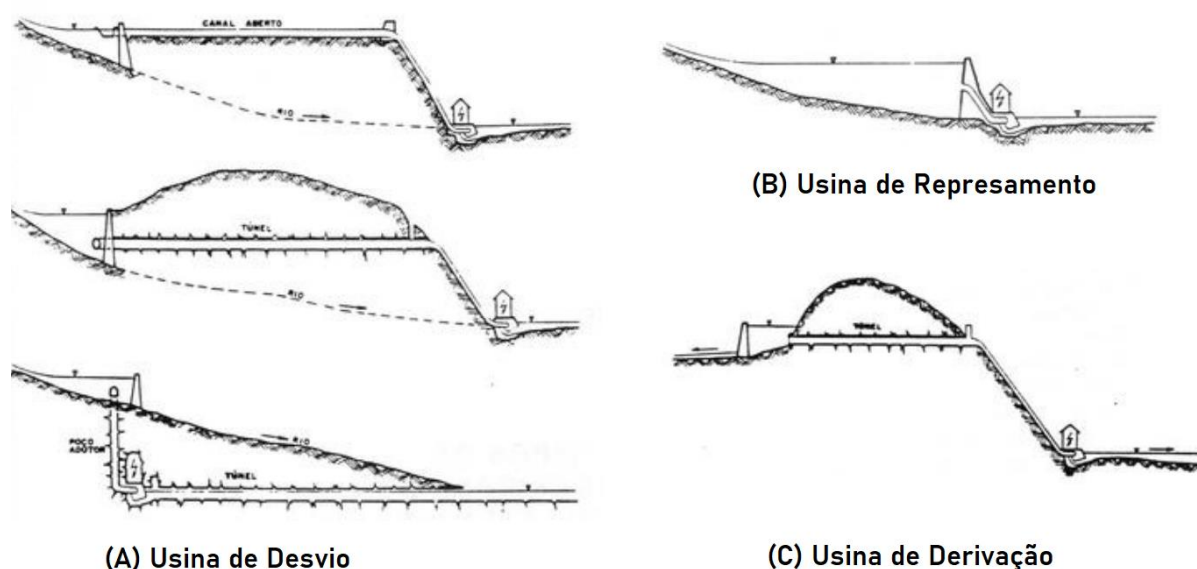 CANAL ABERTO
RIO
TÚNEL
RIO
RIO
POÇO
ADUTOR
TÚNEL
(A) Usina de Desvio
(B) Usina de Represamento
TÚNEL
(C) Usina de Derivação